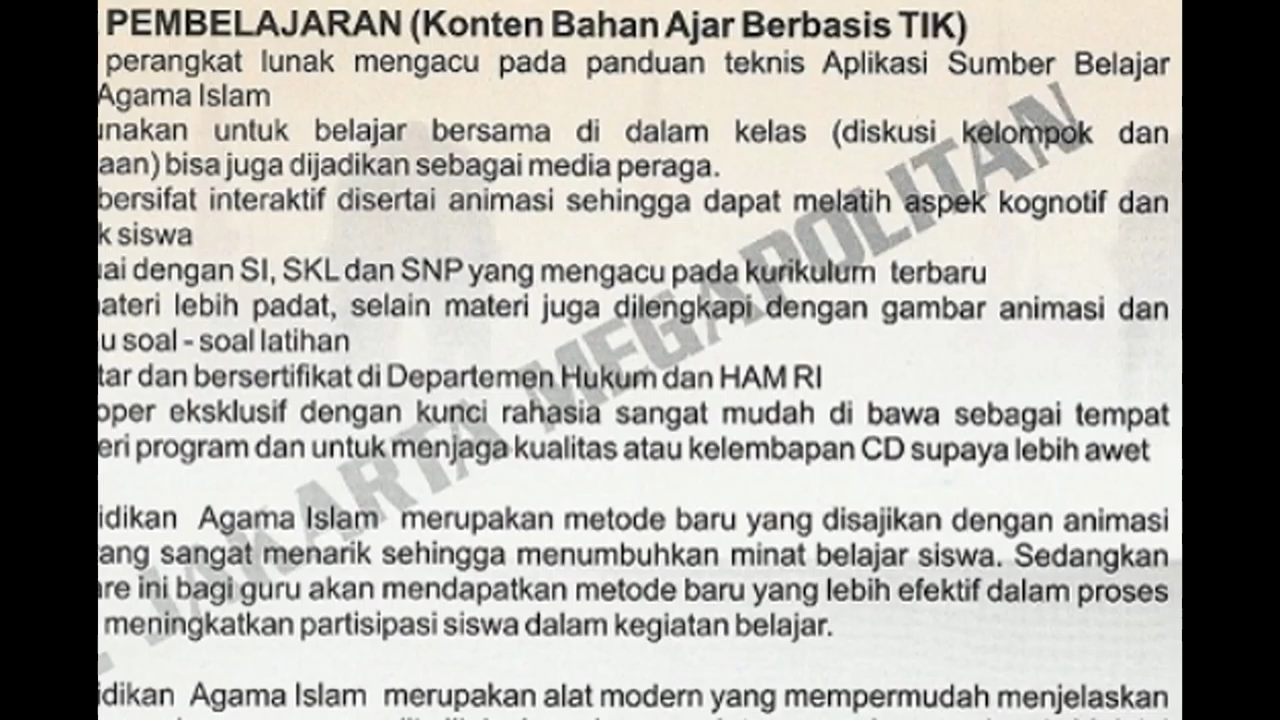 PEMBELAJARAN (Konten Bahan Ajar Berbasis TIK)
perangkat lunak mengacu pada panduan teknis Aplikasi Sumber Belajar
Agama Islam
unakan untuk belajar bersama di dalam kelas (diskusi kelompok dan
aan) bisa juga dijadikan sebagai media peraga.
bersifat interaktif disertai animasi sehingga dapat melatih aspek kognotif dan
k siswa
uai dengan SI, SKL dan SNP yang mengacu pada kurikulum terbaru
ateri lebih padat, selain materi juga dilengkapi dengan gambar animasi dan
u soal - soal latihan
tar dan bersertifikat di Departemen Hukum dan HAM RI
oper eksklusif dengan kunci rahasia sangat mudah di bawa sebagai tempat
eri program dan untuk menjaga kualitas atau kelembapan CD supaya lebih awet
idikan Agama Islam merupakan metode baru yang disajikan dengan animasi
ang sangat menarik sehingga menumbuhkan minat belajar siswa. Sedangkan
are ini bagi guru akan mendapatkan metode baru yang lebih efektif dalam proses
meningkatkan partisipasi siswa dalam kegiatan belajar.
idikan Agama Islam merupakan alat modern yang mempermudah menjelaskan
JAKARTA MEGAPOLITAN